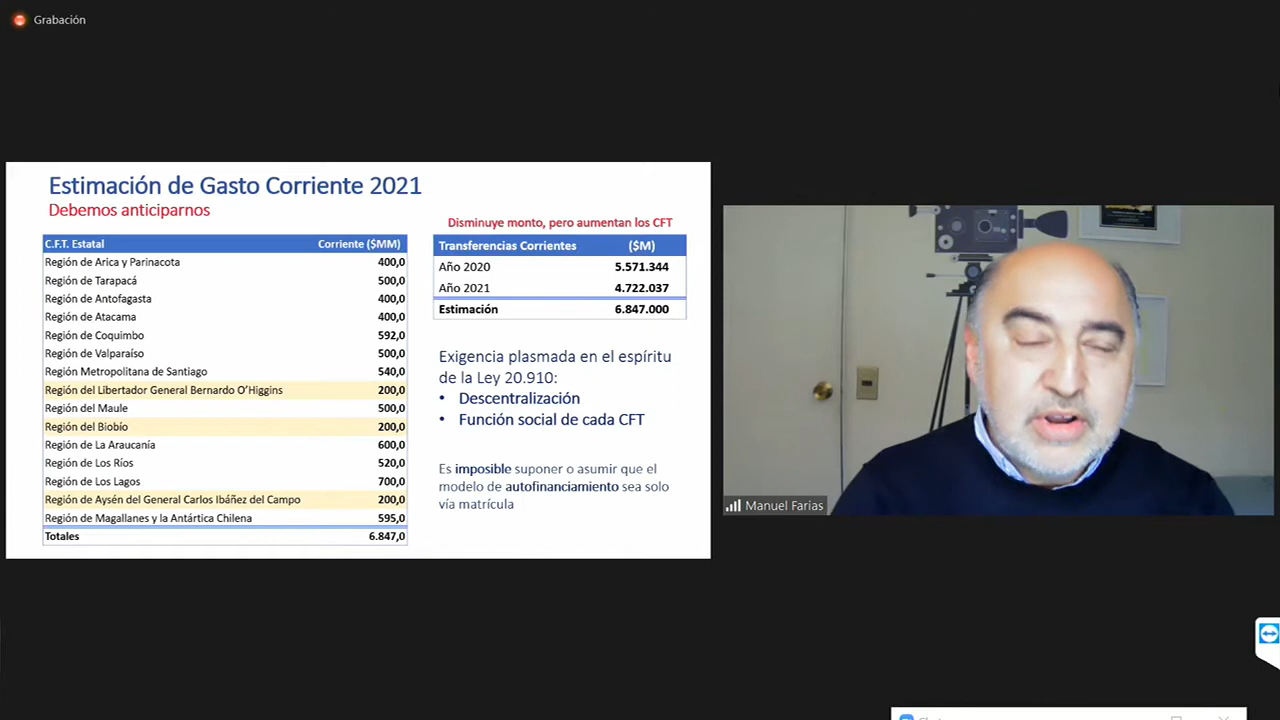 Grabación
Estimación de Gasto Corriente 2021
Debemos anticiparnos
C.F.T. Estatal Corriente ($MM)
Región de Arica y Parinacota 400,0
Región de Tarapacá 500,0
Región de Antofagasta 400,0
Región de Atacama 400,0
Región de Coquimbo 592,0
Región de Valparaíso 500,0
Región Metropolitana de Santiago 540,0
Región del Libertador General Bernardo O'Higgins 200,0
Región del Maule 500,0
Región del Biobío 200,0
Región de La Araucanía 600,0
Región de Los Ríos 520,0
Región de Los Lagos 700,0
Región de Aysén del General Carlos Ibáñez del Campo 200,0
Región de Magallanes y la Antártica Chilena 595,0
Totales 6.847,0
Disminuye monto, pero aumentan los CFT
Transferencias Corrientes ($M)
Año 2020 5.571.344
Año 2021 4.722.037
Estimación 6.847.000
Exigencia plasmada en el espíritu
de la Ley 20.910:
• Descentralización
• Función social de cada CFT
Es imposible suponer o asumir que el
modelo de autofinanciamiento sea solo
vía matrícula
Manuel Farias